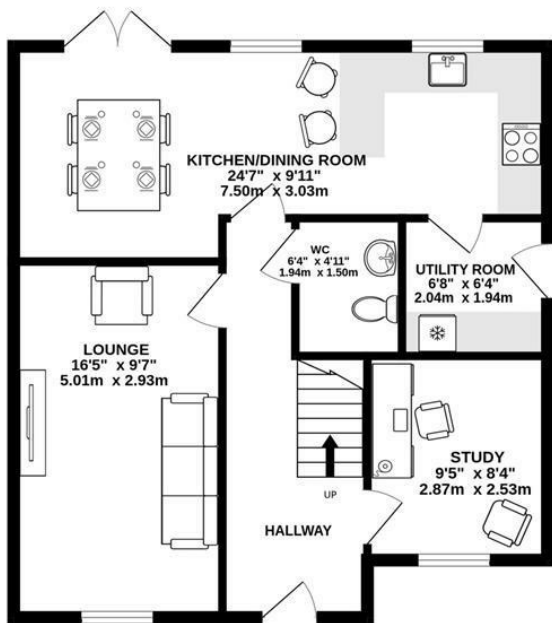 KITCHEN/DINING ROOM
24'7" x 9'11"
7.50m x 3.03m
WC
6'4" x 4'11"
1.94m x 1.50m
UTILITY ROOM
6'8" x 6'4"
2.04m x 1.94m
LOUNGE
16'5" x 9'7"
5.01m x 2.93m
STUDY
9'5" x 8'4"
2.87m x 2.53m
UP
HALLWAY